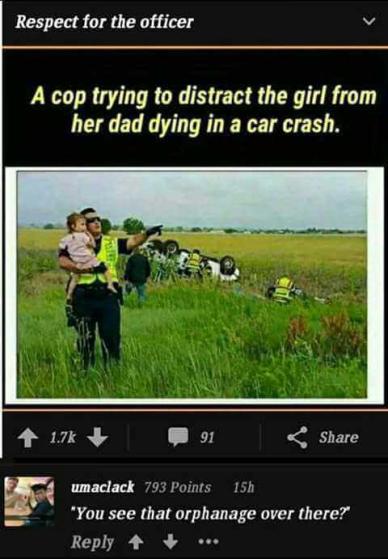 Respect for the officer
A cop trying to distract the girl from
her dad dying in a car crash.
1.7k 91 Share
umaclack 793 Points 15h
"You see that orphanage over there?"
Reply